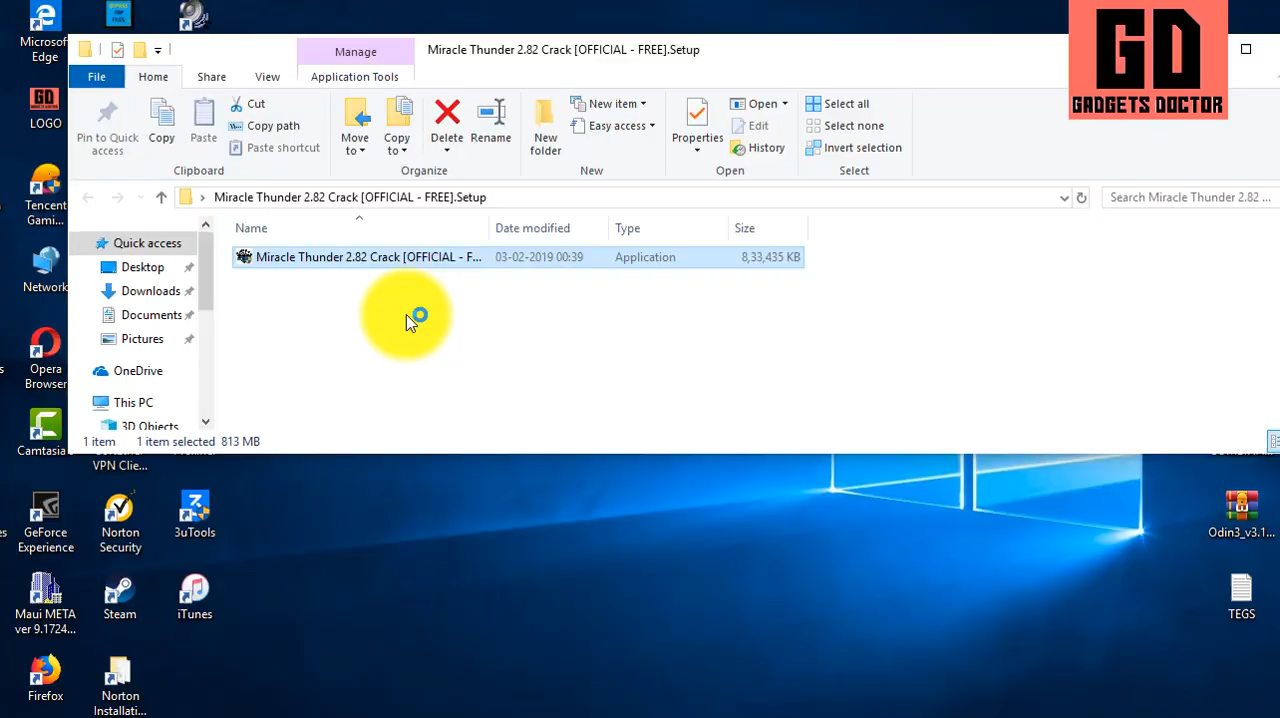 Microsoft
Edge
GD
LOGO
Tencent
Gami...
Network
Opera
Browser
Camtasia
VPN Clie...
GeForce
Experience
Norton
Security
3uTools
Maui META
ver 9.1724...
Steam
iTunes
Firefox
Norton
Installati...
Manage
Miracle Thunder 2.82 Crack [OFFICIAL - FREE].Setup
File
Home
Share
View
Application Tools
Pin to Quick
access
Copy
Paste
Cut
Copy path
Paste shortcut
Clipboard
Move
to
Copy
to
Delete
Rename
Organize
New
folder
New item
Easy access
New
Properties
Open
Edit
History
Open
Select all
Select none
Invert selection
Select
Miracle Thunder 2.82 Crack [OFFICIAL - FREE].Setup
Search Miracle Thunder 2.82 ...
Quick access
Desktop
Downloads
Documents
Pictures
OneDrive
This PC
3D Objects
Name
Date modified
Type
Size
Miracle Thunder 2.82 Crack [OFFICIAL - F...
03-02-2019 00:39
Application
8,33,435 KB
1 item
1 item selected
813 MB
GD
GADGETS DOCTOR
Odin3_v3.1...
TEGS